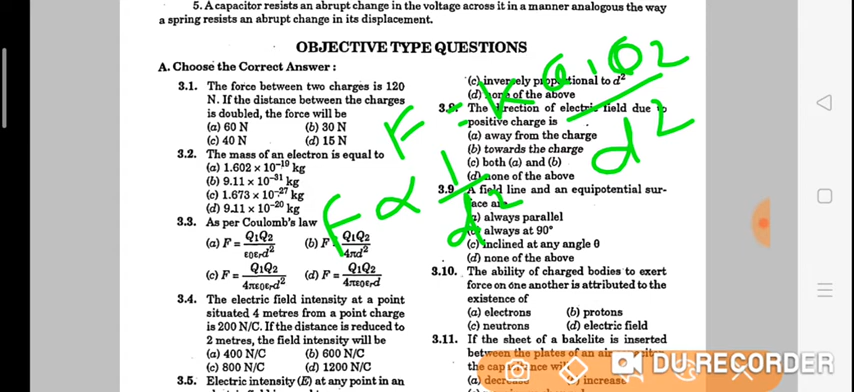 5. A capacitor resists an abrupt change in the voltage across it in a manner analogous the way
a spring resists an abrupt change in its displacement.
OBJECTIVE TYPE QUESTIONS
A. Choose the Correct Answer :
3.1. The force between two charges is 120
N. If the distance between the charges
is doubled, the force will be
(a) 60 N (b) 30 N
(c) 40 N (d) 15 N
3.2. The mass of an electron is equal to
(a) 1.602 × 10⁻¹⁹ kg
(b) 9.11 × 10⁻³¹ kg
(c) 1.673 × 10⁻²⁷ kg
(d) 9.11 × 10⁻²⁰ kg
3.3. As per Coulomb's law
(a) F = Q₁Q₂/ε₀εᵣd² (b) F = Q₁Q₂/4πd²
(c) F = Q₁Q₂/4πε₀εᵣd² (d) F = Q₁Q₂/4πε₀εᵣd
3.4. The electric field intensity at a point
situated 4 metres from a point charge
is 200 N/C. If the distance is reduced to
2 metres, the field intensity will be
(a) 400 N/C (b) 600 N/C
(c) 800 N/C (d) 1200 N/C
3.5. Electric intensity (E) at any point in an
(c) inversely proportional to d²
(d) none of the above
The direction of electric field due to
positive charge is
(a) away from the charge
(b) towards the charge
(c) both (a) and (b)
(d) none of the above
3.9 A field line and an equipotential sur-
face are
always parallel
always at 90°
(c) inclined at any angle θ
(d) none of the above
3.10. The ability of charged bodies to exert
force on one another is attributed to the
existence of
(a) electrons (b) protons
(c) neutrons (d) electric field
3.11. If the sheet of a bakelite is inserted
between the plates of an air
the
(a) decrease increase
F = K Q₁Q₂/d²
F ∝ 1/d²
DU.RECORDER